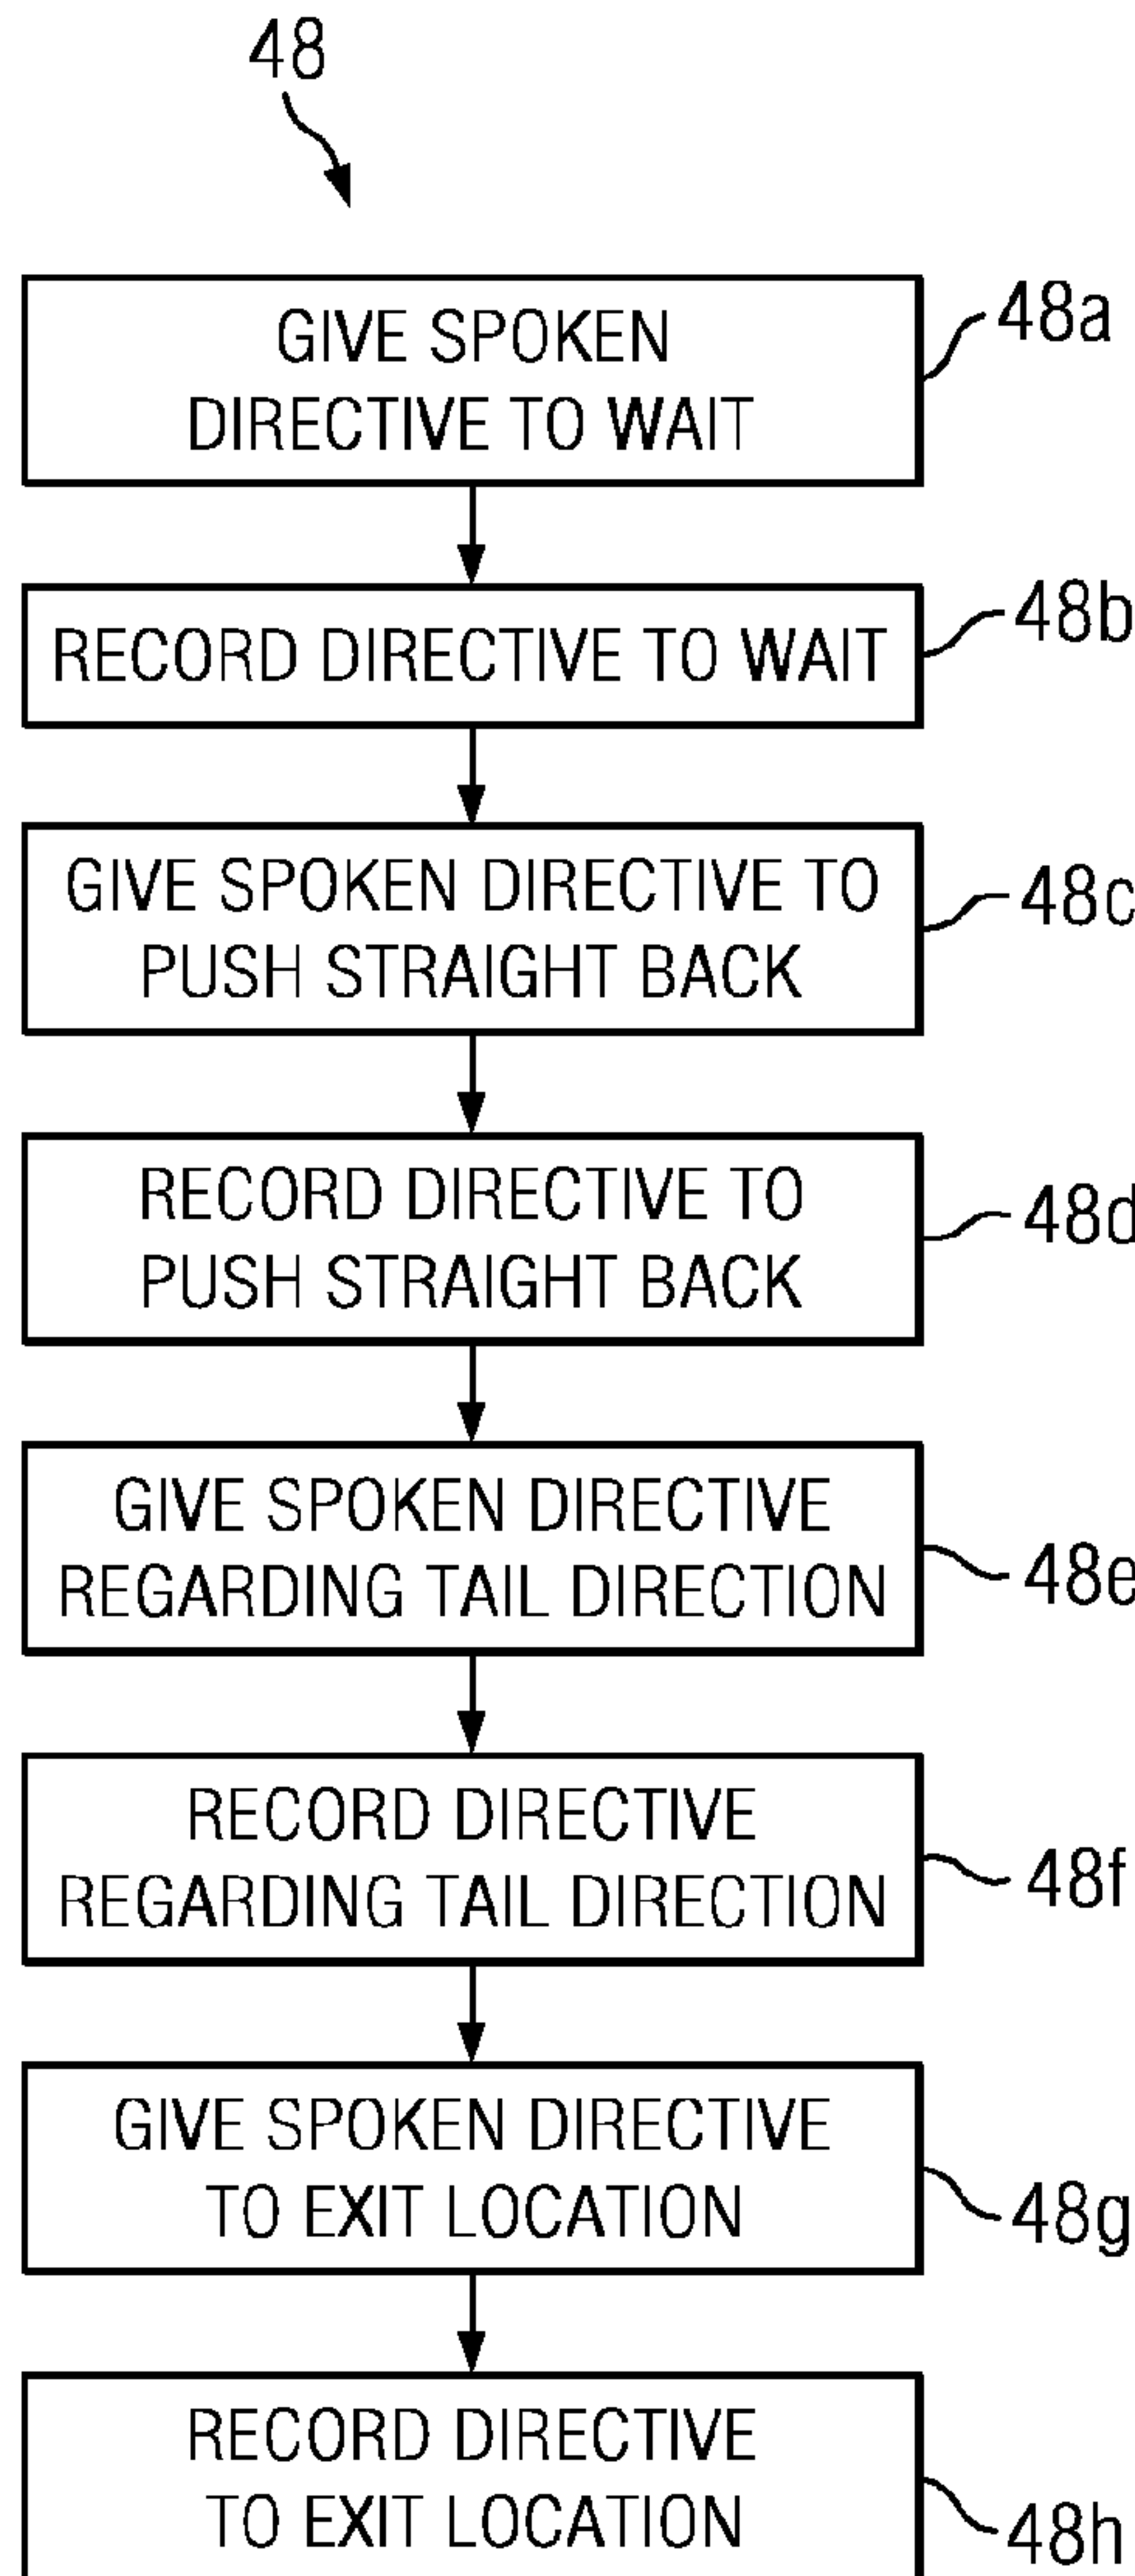 48
GIVE SPOKEN
DIRECTIVE TO WAIT
48a
RECORD DIRECTIVE TO WAIT
48b
GIVE SPOKEN DIRECTIVE TO
PUSH STRAIGHT BACK
48c
RECORD DIRECTIVE TO
PUSH STRAIGHT BACK
48d
GIVE SPOKEN DIRECTIVE
REGARDING TAIL DIRECTION
48e
RECORD DIRECTIVE
REGARDING TAIL DIRECTION
48f
GIVE SPOKEN DIRECTIVE
TO EXIT LOCATION
48g
RECORD DIRECTIVE
TO EXIT LOCATION
48h